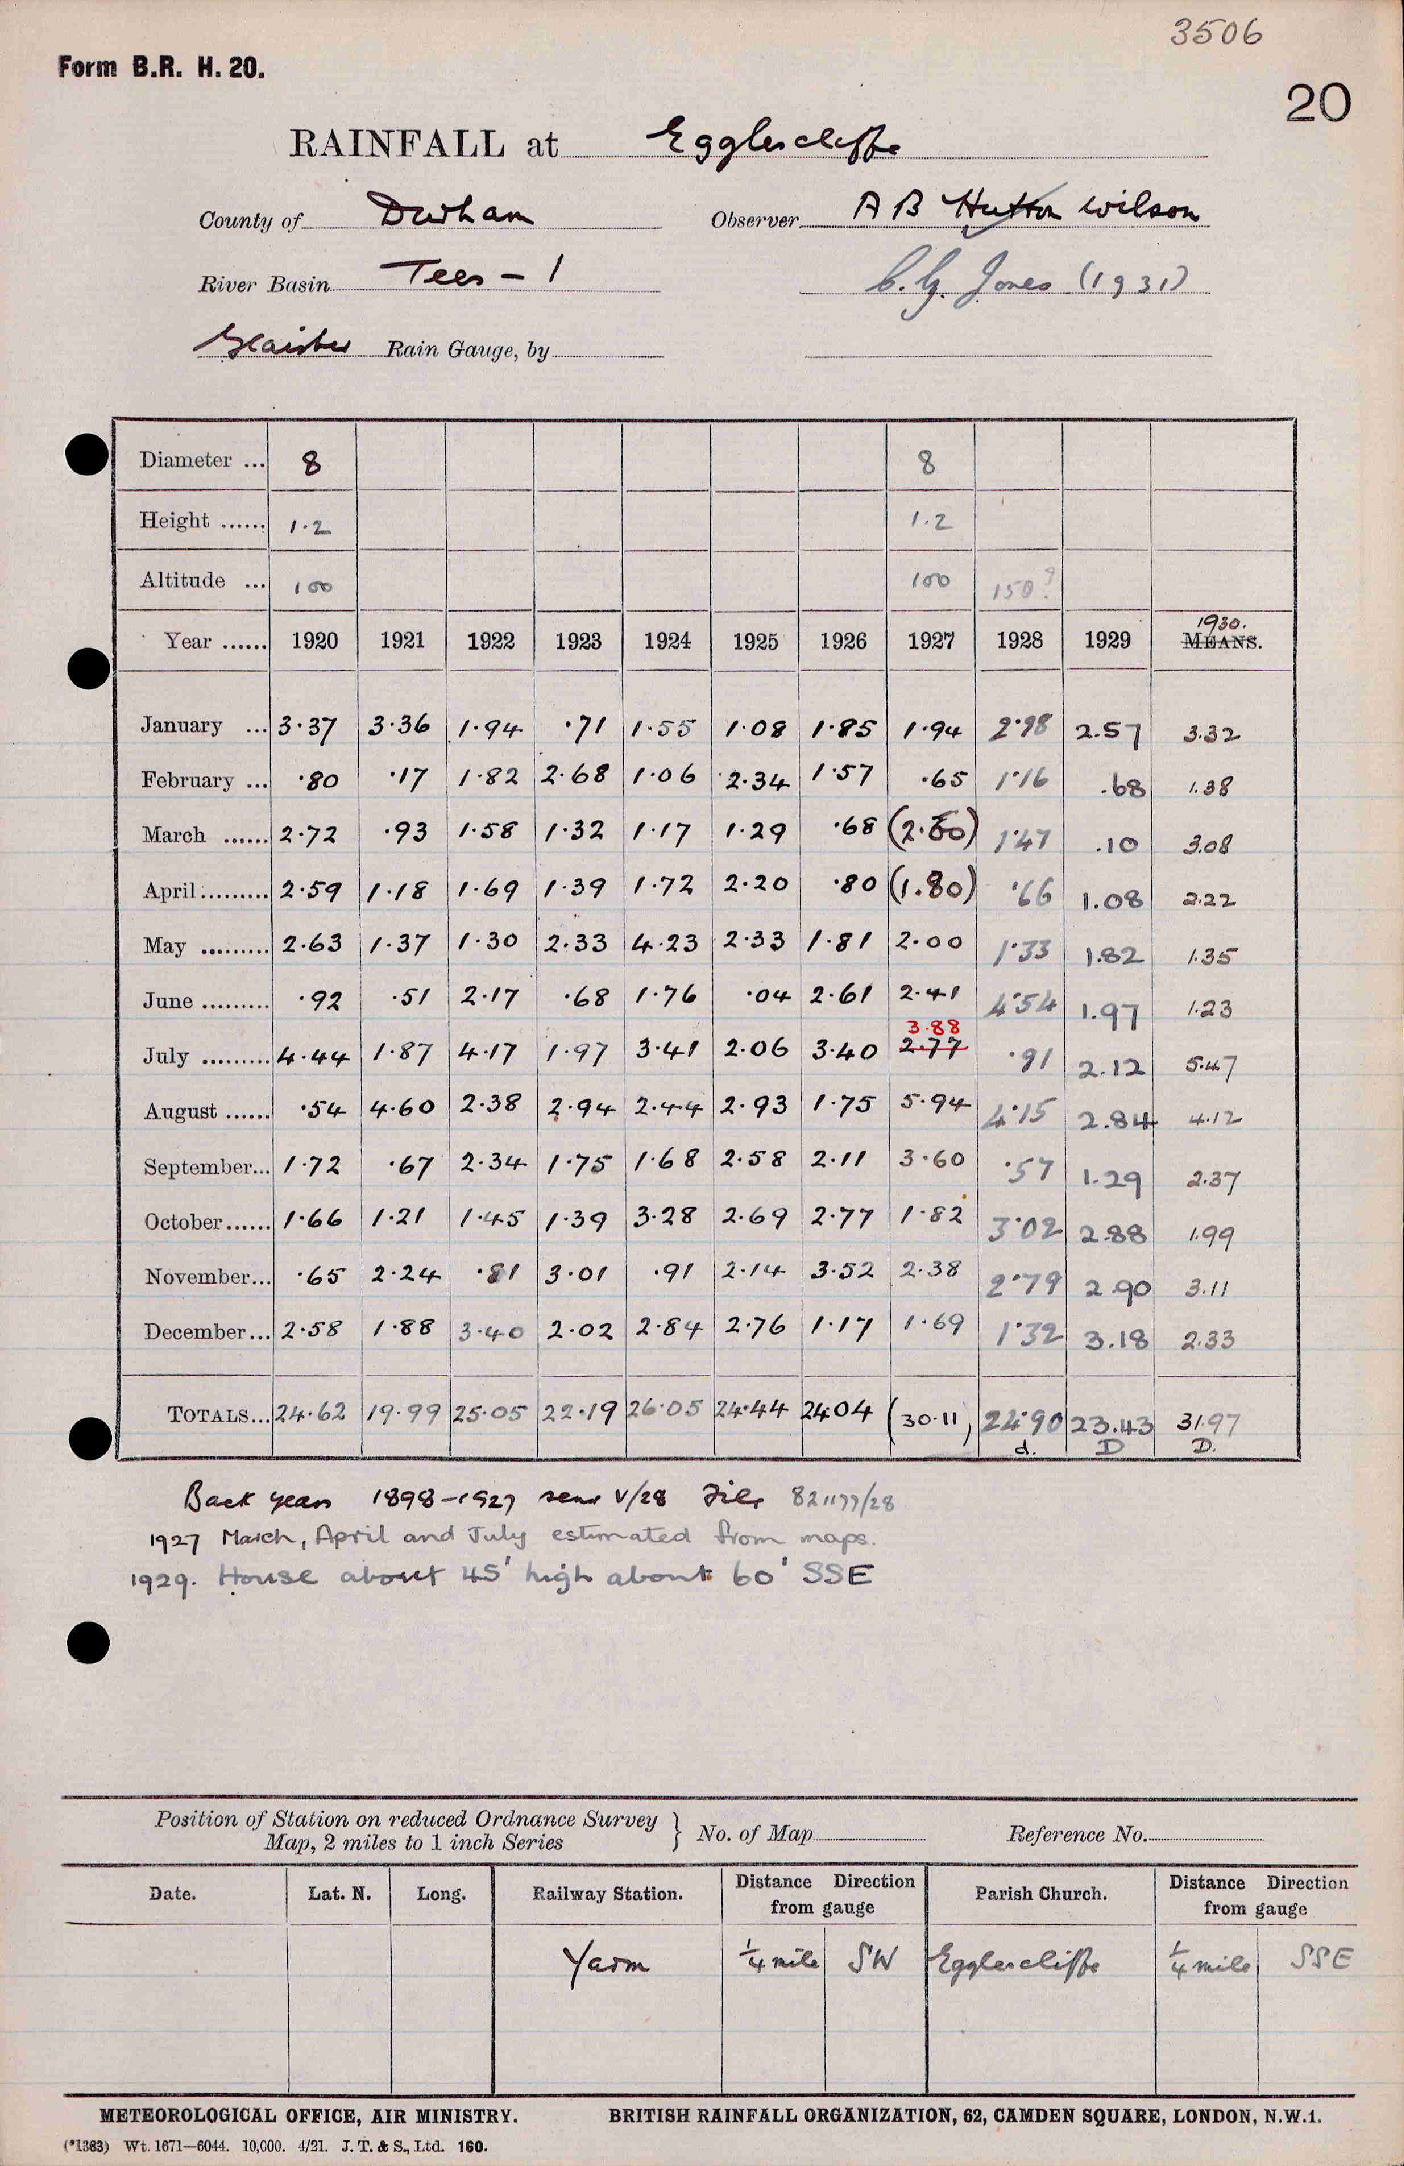 3506
Form B.R. H. 20.
20
RAINFALL at Egglescliffe
County of Durham Observer A B Hutton Wilson
River Basin Tees - 1 C. G. Jones (1931)
Glaisher Rain Gauge, by
Diameter ... 8 8
Height ...... 1.2 1.2
Altitude ... 100 100 150?
1930.
Year ...... 1920 1921 1922 1923 1924 1925 1926 1927 1928 1929 MEANS.
January ... 3.37 3.36 1.94 .71 1.55 1.08 1.85 1.94 2.98 2.57 3.32
February ... .80 .17 1.82 2.68 1.06 2.34 1.57 .65 1.16 .68 1.38
March ...... 2.72 .93 1.58 1.32 1.17 1.29 .68 (2.00) 1.47 .10 3.08
April ......... 2.59 1.18 1.69 1.39 1.72 2.20 .80 (1.80) .66 1.08 2.22
May ......... 2.63 1.37 1.30 2.33 4.23 2.33 1.81 2.00 1.33 1.82 1.35
June ......... .92 .51 2.17 .68 1.76 .04 2.61 2.41 4.54 1.97 1.23
3.88
July ......... 4.44 1.87 4.17 1.97 3.41 2.06 3.40 2.77 .91 2.12 5.47
August ...... .54 4.60 2.38 2.94 2.44 2.93 1.75 5.94 4.15 2.84 4.12
September... 1.72 .67 2.34 1.75 1.68 2.58 2.11 3.60 .57 1.29 2.37
October...... 1.66 1.21 1.45 1.39 3.28 2.69 2.77 1.82 3.02 2.88 1.99
November... .65 2.24 .81 3.01 .91 2.14 3.52 2.38 2.79 2.90 3.11
December... 2.58 1.88 3.40 2.02 2.84 2.76 1.17 1.69 1.32 3.18 2.33
TOTALS... 24.62 19.99 25.05 22.19 26.05 24.44 24.04 (30.11) 24.90 23.43 31.97
d. D D.
Back years 1898-1927 sent V/28 File 821177/28
1927 March, April and July estimated from maps.
1929. House about 45' high about 60' SSE
Position of Station on reduced Ordnance Survey
Map, 2 miles to 1 inch Series } No. of Map Reference No.
Date. Lat. N. Long. Railway Station. Distance Direction from gauge Parish Church. Distance Direction from gauge
Yarm 1/4 mile SW Egglescliffe 1/4 mile SSE
METEOROLOGICAL OFFICE, AIR MINISTRY. BRITISH RAINFALL ORGANIZATION, 62, CAMDEN SQUARE, LONDON, N.W.1.
(*1383) Wt. 1671—6044. 10,000. 4/21. J. T. & S., Ltd. 160.